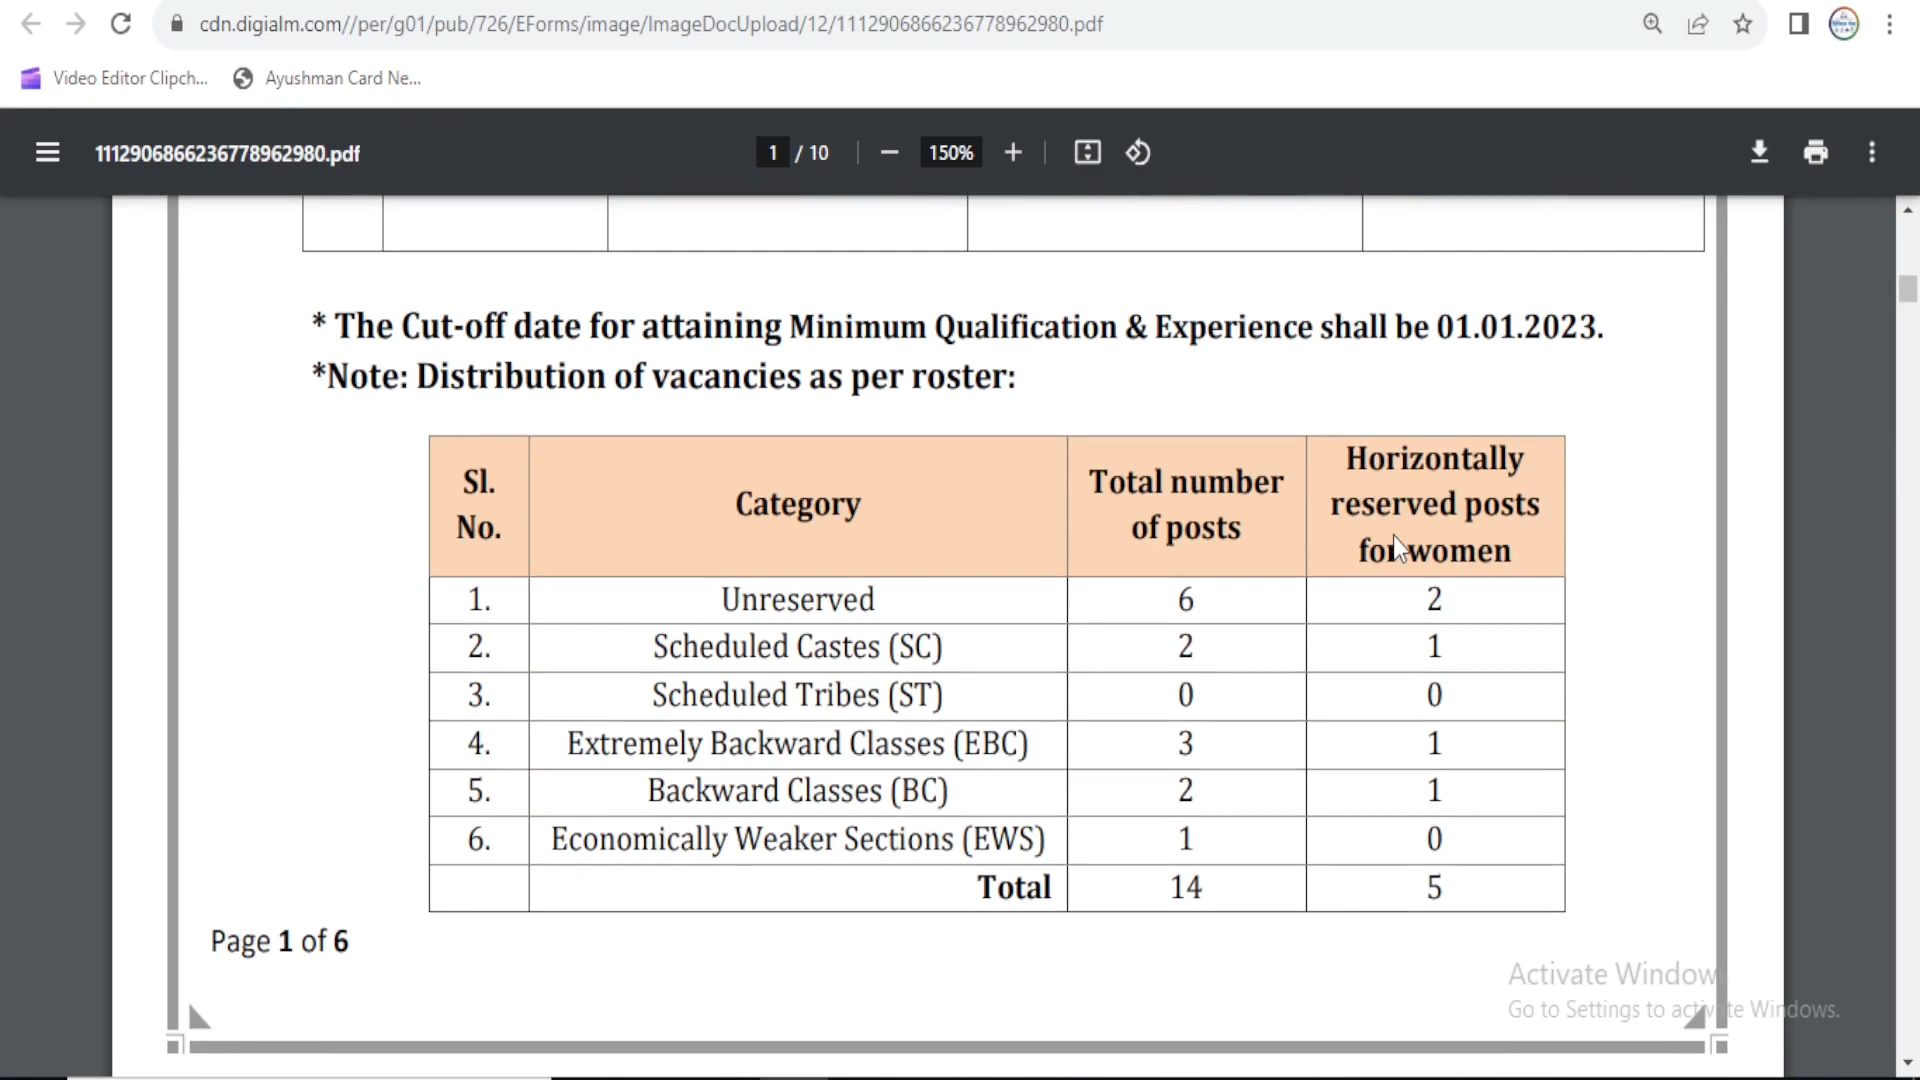 cdn.digialm.com//per/g01/pub/726/EForms/image/ImageDocUpload/12/1112906866236778962980.pdf
Video Editor Clipch... Ayushman Card Ne...
1112906866236778962980.pdf 1 / 10 150%
* The Cut-off date for attaining Minimum Qualification & Experience shall be 01.01.2023.
*Note: Distribution of vacancies as per roster:
Sl. No. Category Total number of posts Horizontally reserved posts for women
1. Unreserved 6 2
2. Scheduled Castes (SC) 2 1
3. Scheduled Tribes (ST) 0 0
4. Extremely Backward Classes (EBC) 3 1
5. Backward Classes (BC) 2 1
6. Economically Weaker Sections (EWS) 1 0
Total 14 5
Page 1 of 6
Activate Windows
Go to Settings to activate Windows.